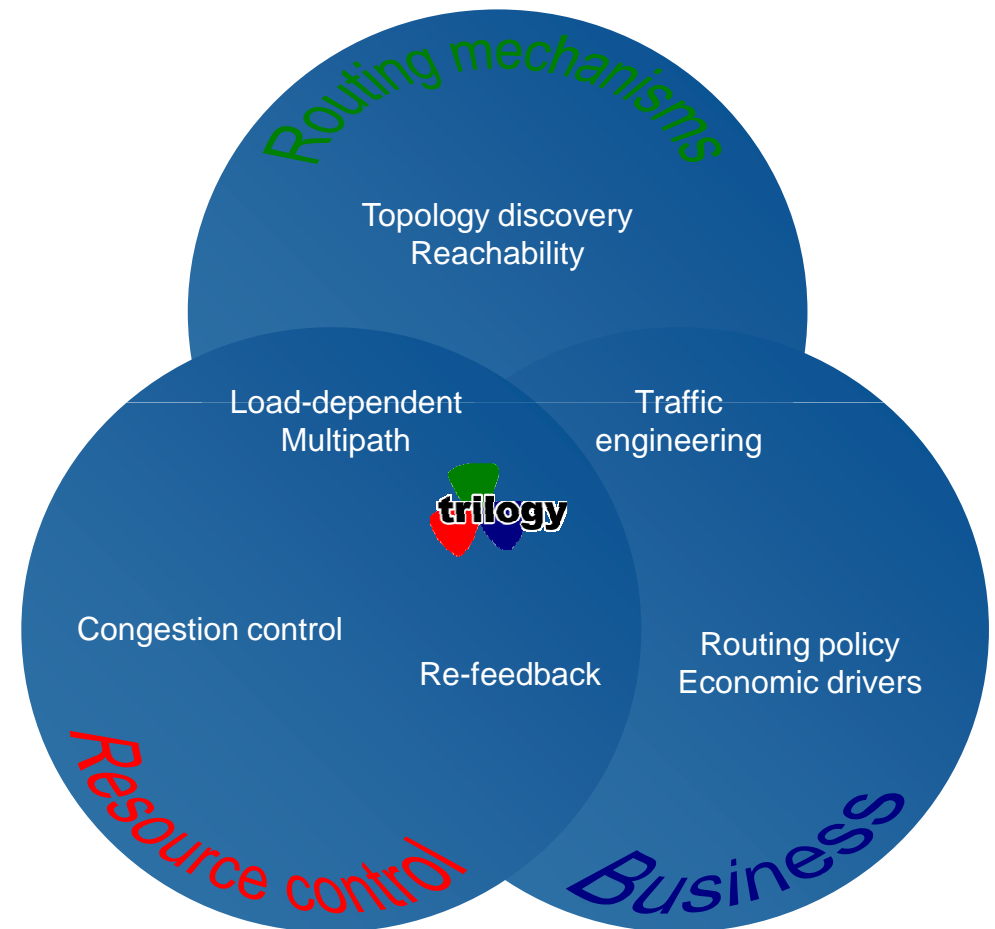 Routing mechanisms
Topology discovery
Reachability
Load-dependent
Multipath
Traffic
engineering
trilogy
Congestion control
Re-feedback
Routing policy
Economic drivers
Resource control
Business